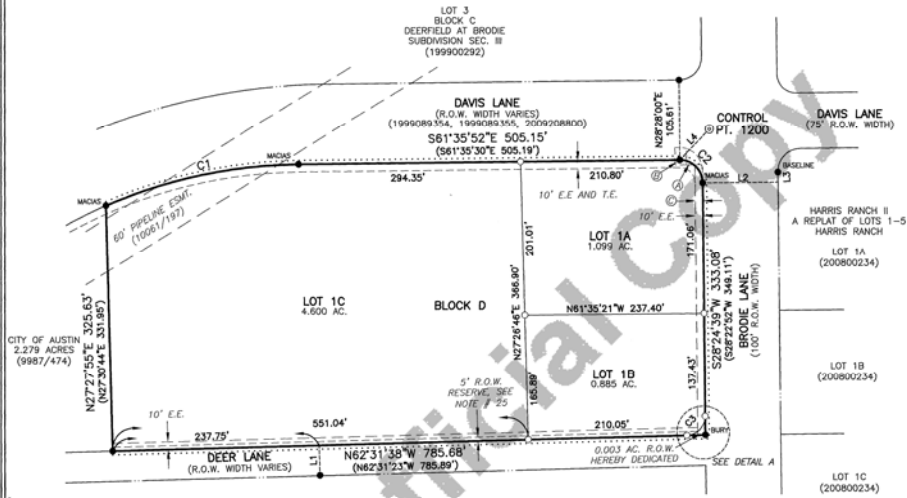 LOT 3
BLOCK C
DEERFIELD AT BRODIE
SUBDIVISION SEC. III
(199900292)
DAVIS LANE
(R.O.W. WIDTH VARIES)
(1999089354, 1999089355, 2009208800)
S61°35'52"E 505.15'
(S61°35'30"E 505.19')
N28°28'00"E
105.61'
L4
CONTROL
PT. 1200
DAVIS LANE
(75' R.O.W. WIDTH)
C1
MACIAS
C2
BASELINE
MACIAS
L2
L3
B
A
C
294.35'
210.80'
10' E.E AND T.E.
10' E.E.
MACIAS
60' PIPELINE ESMT.
(10061/197)
HARRIS RANCH II
A REPLAT OF LOTS 1-5
HARRIS RANCH
LOT 1A
(200800234)
LOT 1A
1.099 AC.
201.01'
171.06'
N27°26'46"E 366.90'
LOT 1C
4.600 AC.
BLOCK D
N61°35'21"W 237.40'
S28°24'39"W 333.08'
(S28°22'52"W 349.11')
BRODIE LANE
(100' R.O.W. WIDTH)
CITY OF AUSTIN
2.279 ACRES
(9987/474)
N27°27'55"E 325.63'
(N27°30'44"E 331.95')
LOT 1B
0.885 AC.
165.89'
137.43'
LOT 1B
(200800234)
5' R.O.W.
RESERVE, SEE
NOTE # 25
10' E.E.
237.75'
551.04'
210.05'
C3
BURY
DEER LANE
(R.O.W. WIDTH VARIES)
L1
N62°31'38"W 785.68'
(N62°31'23"W 785.89')
0.003 AC. R.O.W.
HEREBY DEDICATED
SEE DETAIL A
LOT 1C
(200800234)
fficial Copy